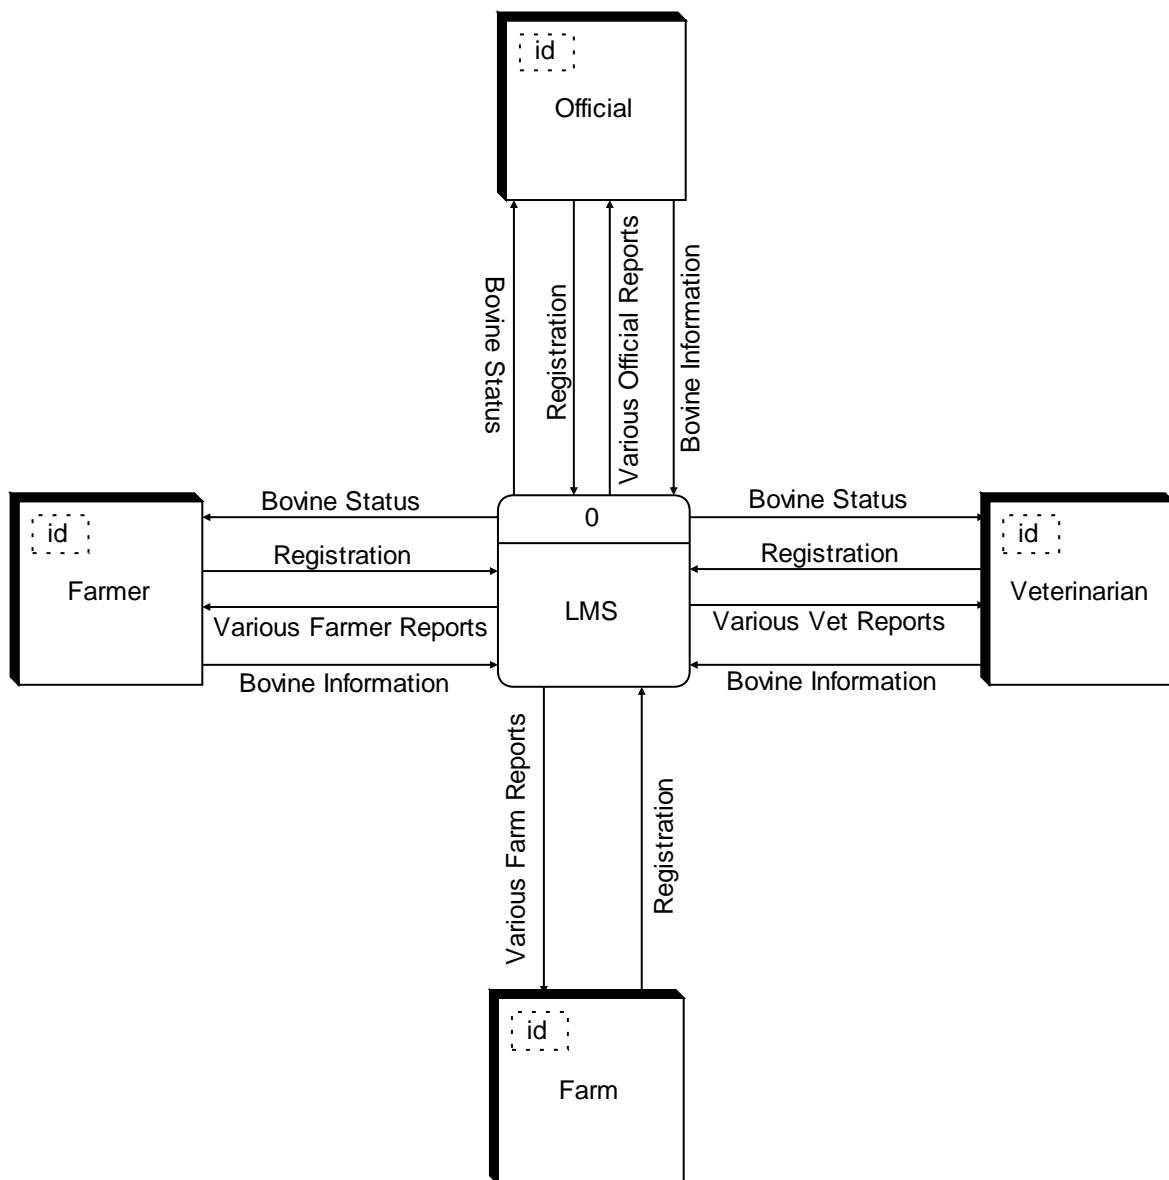 id
Official
Bovine Status
Registration
Various Official Reports
Bovine Information
id
Farmer
Bovine Status
Registration
Various Farmer Reports
Bovine Information
0
LMS
Bovine Status
Registration
Various Vet Reports
Bovine Information
id
Veterinarian
Various Farm Reports
Registration
id
Farm